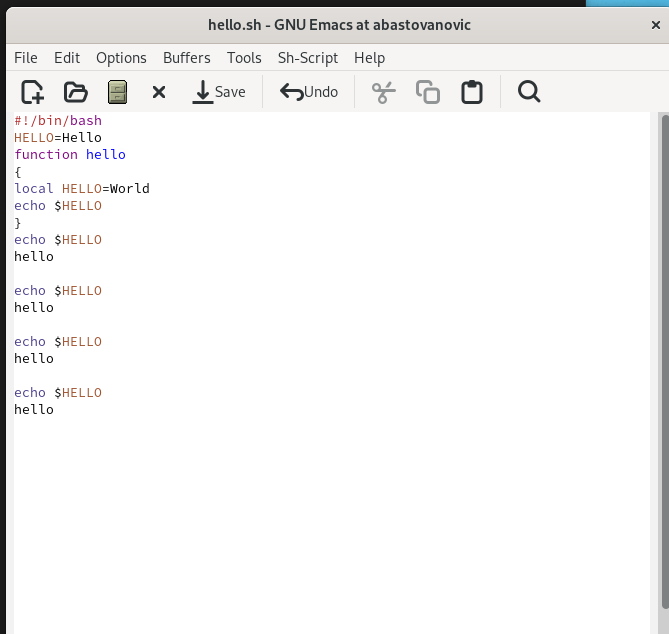 hello.sh - GNU Emacs at abastovanovic
File Edit Options Buffers Tools Sh-Script Help
Save Undo
#!/bin/bash
HELLO=Hello
function hello
{
local HELLO=World
echo $HELLO
}
echo $HELLO
hello
echo $HELLO
hello
echo $HELLO
hello
echo $HELLO
hello